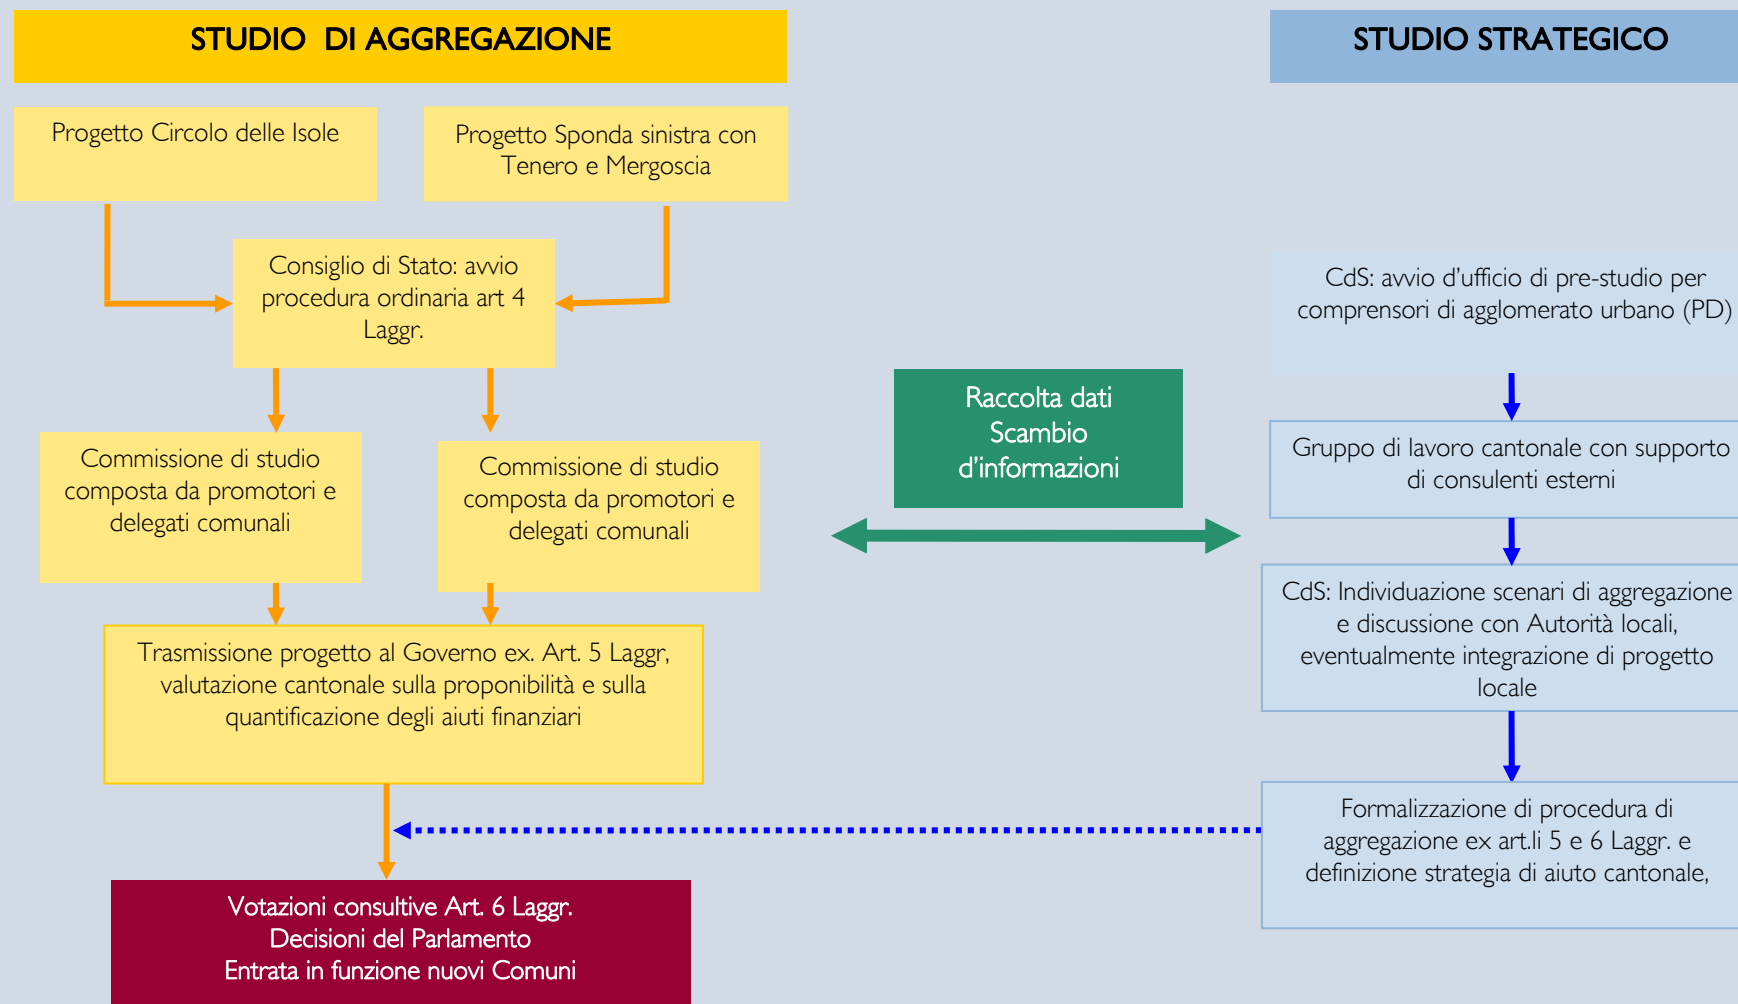 STUDIO DI AGGREGAZIONE
Progetto Circolo delle Isole
Progetto Sponda sinistra con
Tenero e Mergoscia
Consiglio di Stato: avvio
procedura ordinaria art 4
Laggr.
Commissione di studio
composta da promotori e
delegati comunali
Commissione di studio
composta da promotori e
delegati comunali
Trasmissione progetto al Governo ex. Art. 5 Laggr,
valutazione cantonale sulla proponibilità e sulla
quantificazione degli aiuti finanziari
Votazioni consultive Art. 6 Laggr.
Decisioni del Parlamento
Entrata in funzione nuovi Comuni
Raccolta dati
Scambio
d'informazioni
STUDIO STRATEGICO
CdS: avvio d'ufficio di pre-studio per
comprensori di agglomerato urbano (PD)
Gruppo di lavoro cantonale con supporto
di consulenti esterni
CdS: Individuazione scenari di aggregazione
e discussione con Autorità locali,
eventualmente integrazione di progetto
locale
Formalizzazione di procedura di
aggregazione ex art.li 5 e 6 Laggr. e
definizione strategia di aiuto cantonale,